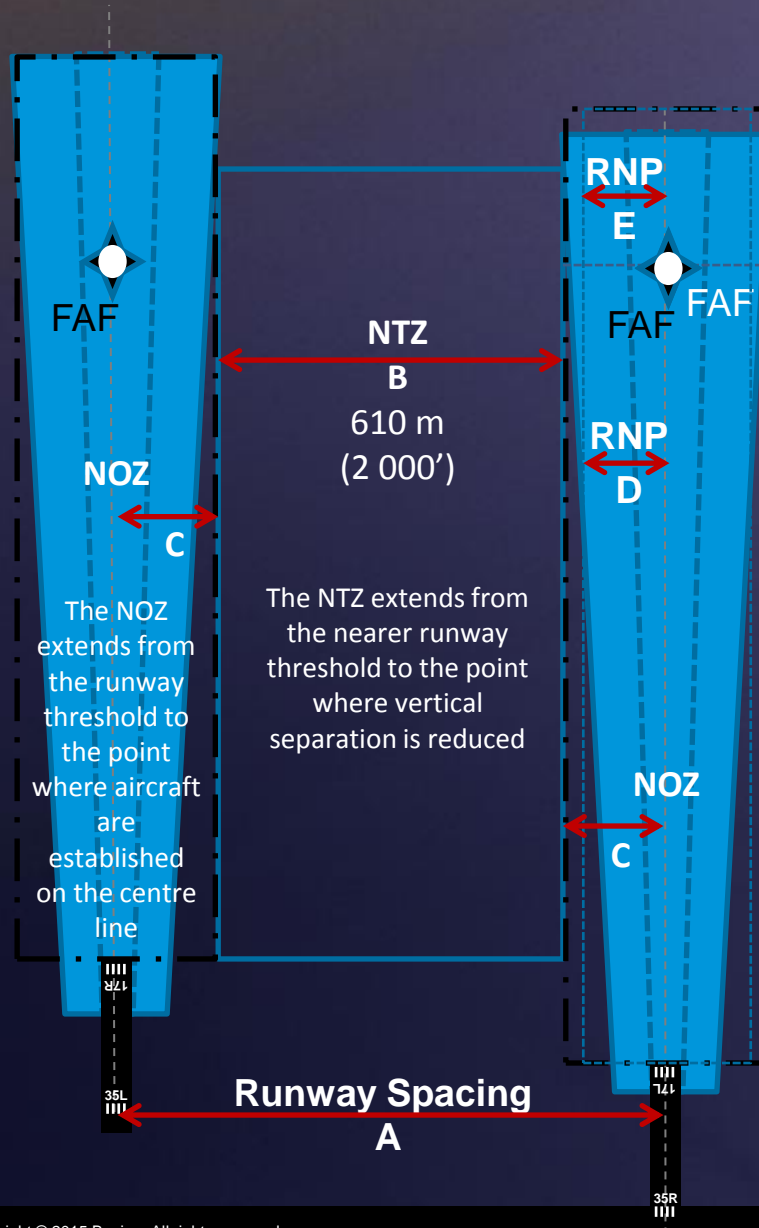 RNP
E
FAF
FAF
FAF
NTZ
B
610 m
(2 000’)
RNP
D
NOZ
C
The NOZ
extends from
the runway
threshold to
the point
where aircraft
are
established
on the centre
line
The NTZ extends from
the nearer runway
threshold to the point
where vertical
separation is reduced
NOZ
C
17R
17L
35L
Runway Spacing
A
35R